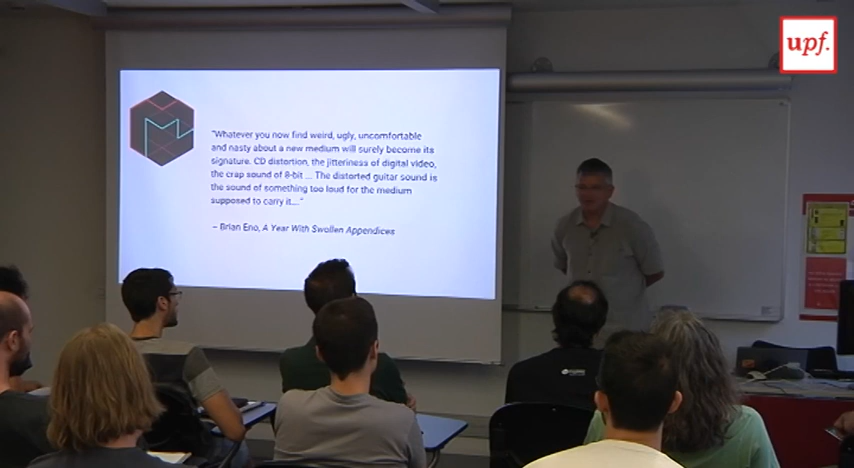 upf.
"Whatever you now find weird, ugly, uncomfortable
and nasty about a new medium will surely become its
signature. CD distortion, the jitteriness of digital video,
the crap sound of 8-bit ... The distorted guitar sound is
the sound of something too loud for the medium
supposed to carry it...."
– Brian Eno, A Year With Swollen Appendices